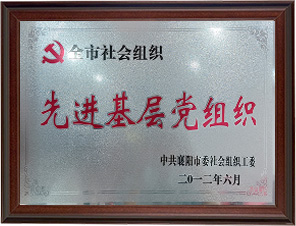 全市社会组织
先进基层党组织
中共襄阳市委社会组织工委
二〇一二年六月